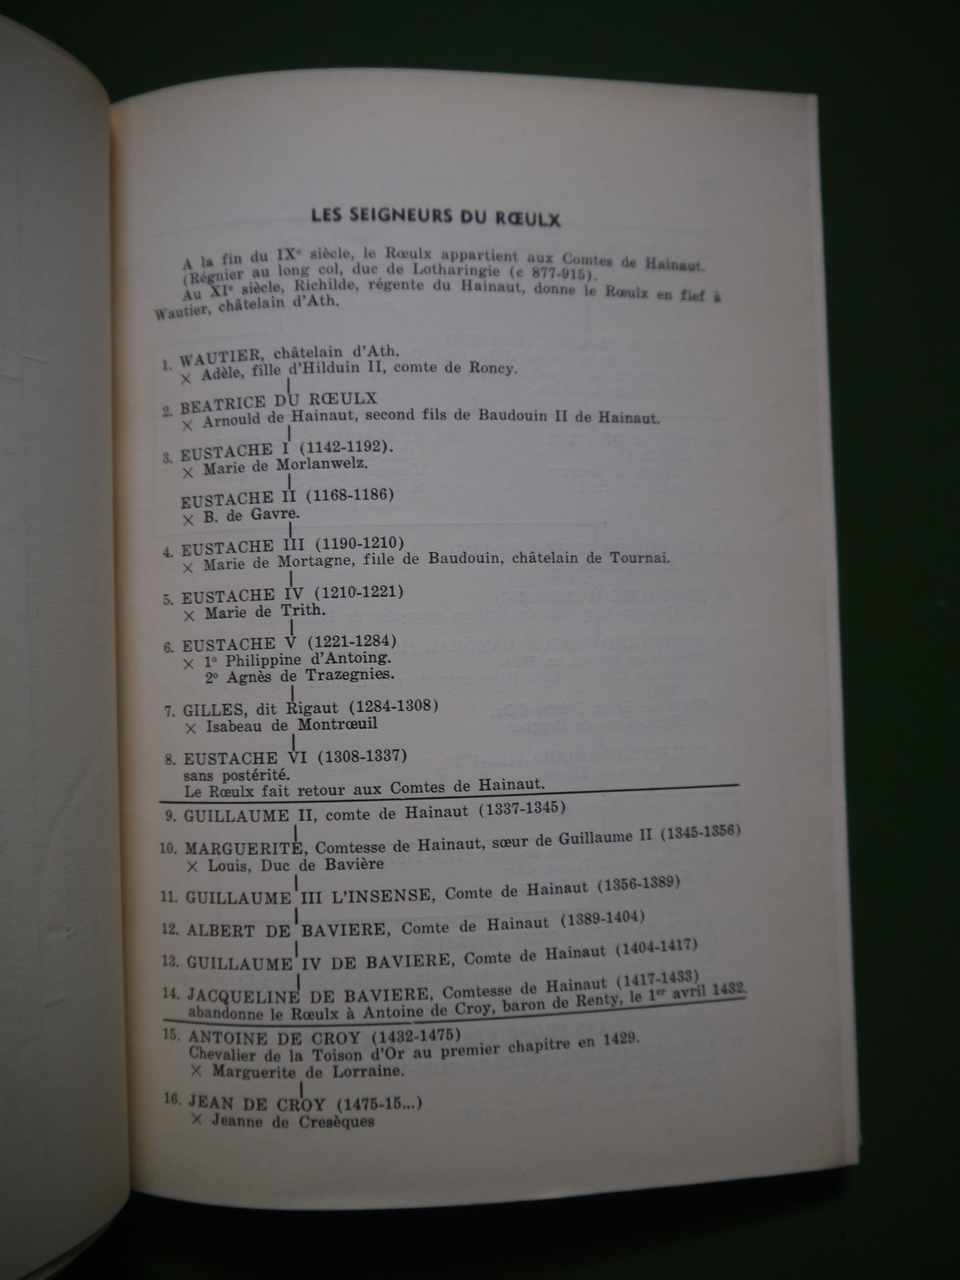 LES SEIGNEURS DU RŒULX
A la fin du IXe siècle, le Rœulx appartient aux Comtes de Hainaut.
(Régnier au long col, duc de Lotharingie (c 877-915).
Au XIe siècle, Richilde, régente du Hainaut, donne le Rœulx en fief à
Wautier, châtelain d'Ath.
1. WAUTIER, châtelain d'Ath.
× Adèle, fille d'Hilduin II, comte de Roncy.
2. BEATRICE DU RŒULX
× Arnould de Hainaut, second fils de Baudouin II de Hainaut.
3. EUSTACHE I (1142-1192).
× Marie de Morlanwelz.
EUSTACHE II (1168-1186)
× B. de Gavre.
4. EUSTACHE III (1190-1210)
× Marie de Mortagne, fille de Baudouin, châtelain de Tournai.
5. EUSTACHE IV (1210-1221)
× Marie de Trith.
6. EUSTACHE V (1221-1284)
× 1° Philippine d'Antoing.
2° Agnès de Trazegnies.
7. GILLES, dit Rigaut (1284-1308)
× Isabeau de Montrœuil
8. EUSTACHE VI (1308-1337)
sans postérité.
Le Rœulx fait retour aux Comtes de Hainaut.
9. GUILLAUME II, comte de Hainaut (1337-1345)
10. MARGUERITE, Comtesse de Hainaut, sœur de Guillaume II (1345-1356)
× Louis, Duc de Bavière
11. GUILLAUME III L'INSENSE, Comte de Hainaut (1356-1389)
12. ALBERT DE BAVIERE, Comte de Hainaut (1389-1404)
13. GUILLAUME IV DE BAVIERE, Comte de Hainaut (1404-1417)
14. JACQUELINE DE BAVIERE, Comtesse de Hainaut (1417-1433)
abandonne le Rœulx à Antoine de Croy, baron de Renty, le 1er avril 1432.
15. ANTOINE DE CROY (1432-1475)
Chevalier de la Toison d'Or au premier chapitre en 1429.
× Marguerite de Lorraine.
16. JEAN DE CROY (1475-15...)
× Jeanne de Cresèques